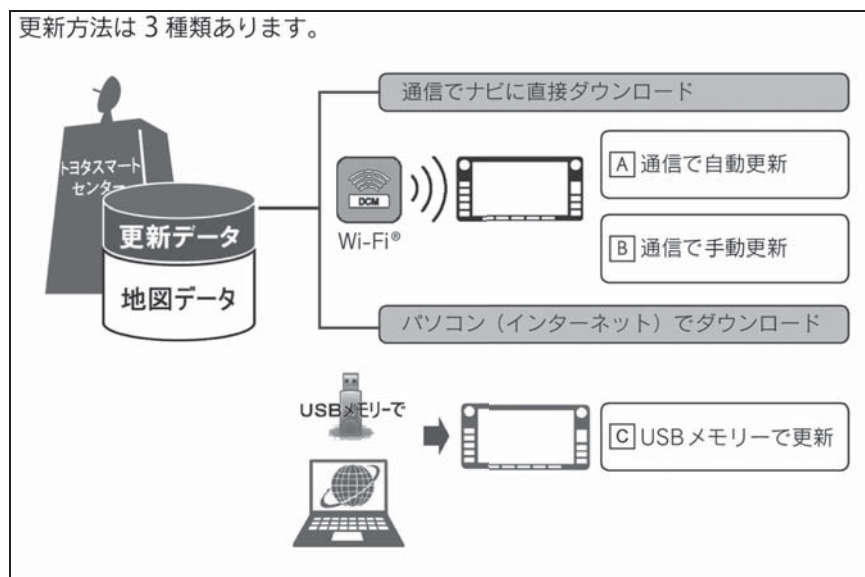 更新方法は 3 種類あります。
通信でナビに直接ダウンロード
トヨタスマート
センター
更新データ
地図データ
DCM
Wi-Fi®
A 通信で自動更新
B 通信で手動更新
パソコン（インターネット）でダウンロード
USBメモリーで
C USBメモリーで更新